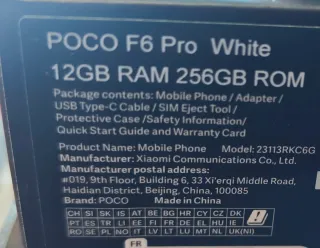 POCO F6 Pro White
12GB RAM 256GB ROM
Package contents: Mobile Phone / Adapter /
USB Type-C Cable / SIM Eject Tool /
Protective Case /Safety Information/
Quick Start Guide and Warranty Card
Product Name: Mobile Phone Model: 23113RKC6G
Manufacturer: Xiaomi Communications Co., Ltd.
Manufacturer postal address:
#019, 9th Floor, Building 6, 33 Xi'erqi Middle Road,
Haidian District, Beijing, China, 100085
Brand: POCO Made in China
CH SI SK IS AT BE BG HR CY CZ DK
PT ES SE FI DE EL HU IE
RO PL NO IT LV LT LU MT NL UK(NI)
FR